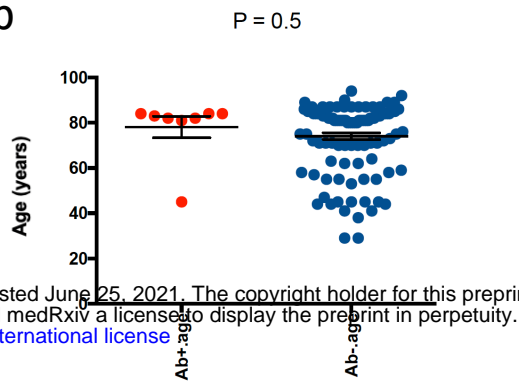 b
P = 0.5
100
80
60
40
20
0
Age (years)
Ab+.age
Ab-.age
sted June 25, 2021. The copyright holder for this preprin
medRxiv a license to display the preprint in perpetuity.
ternational license